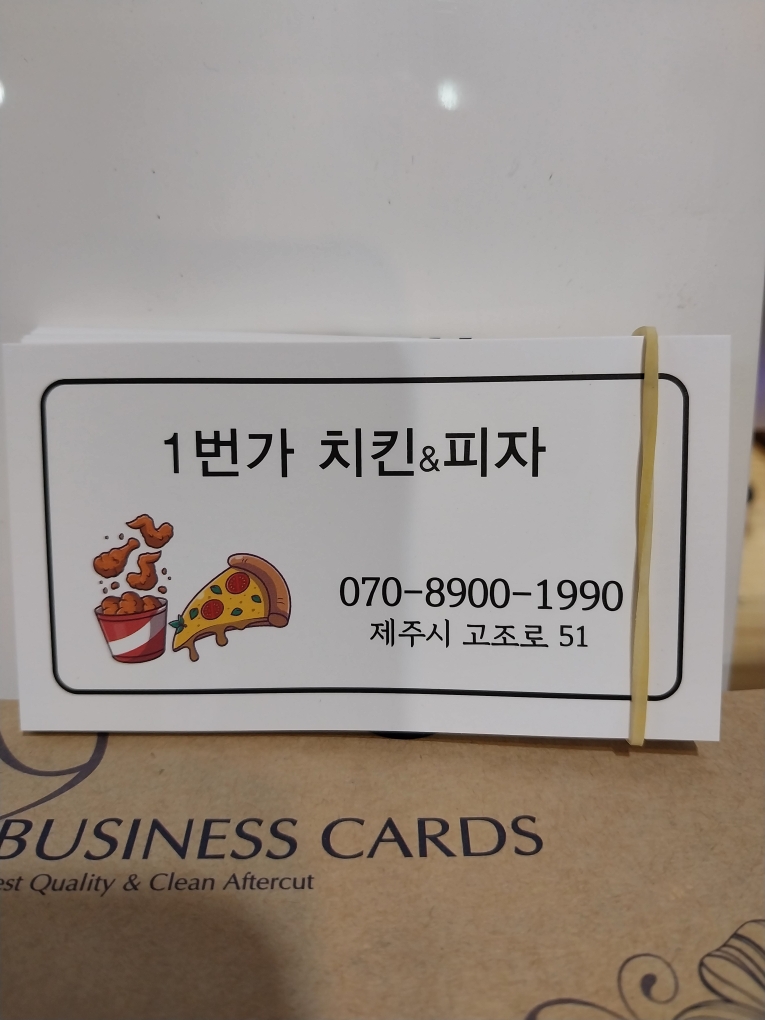 1번가 치킨&피자
070-8900-1990
제주시 고조로 51
BUSINESS CARDS
Quality & Clean Aftercut